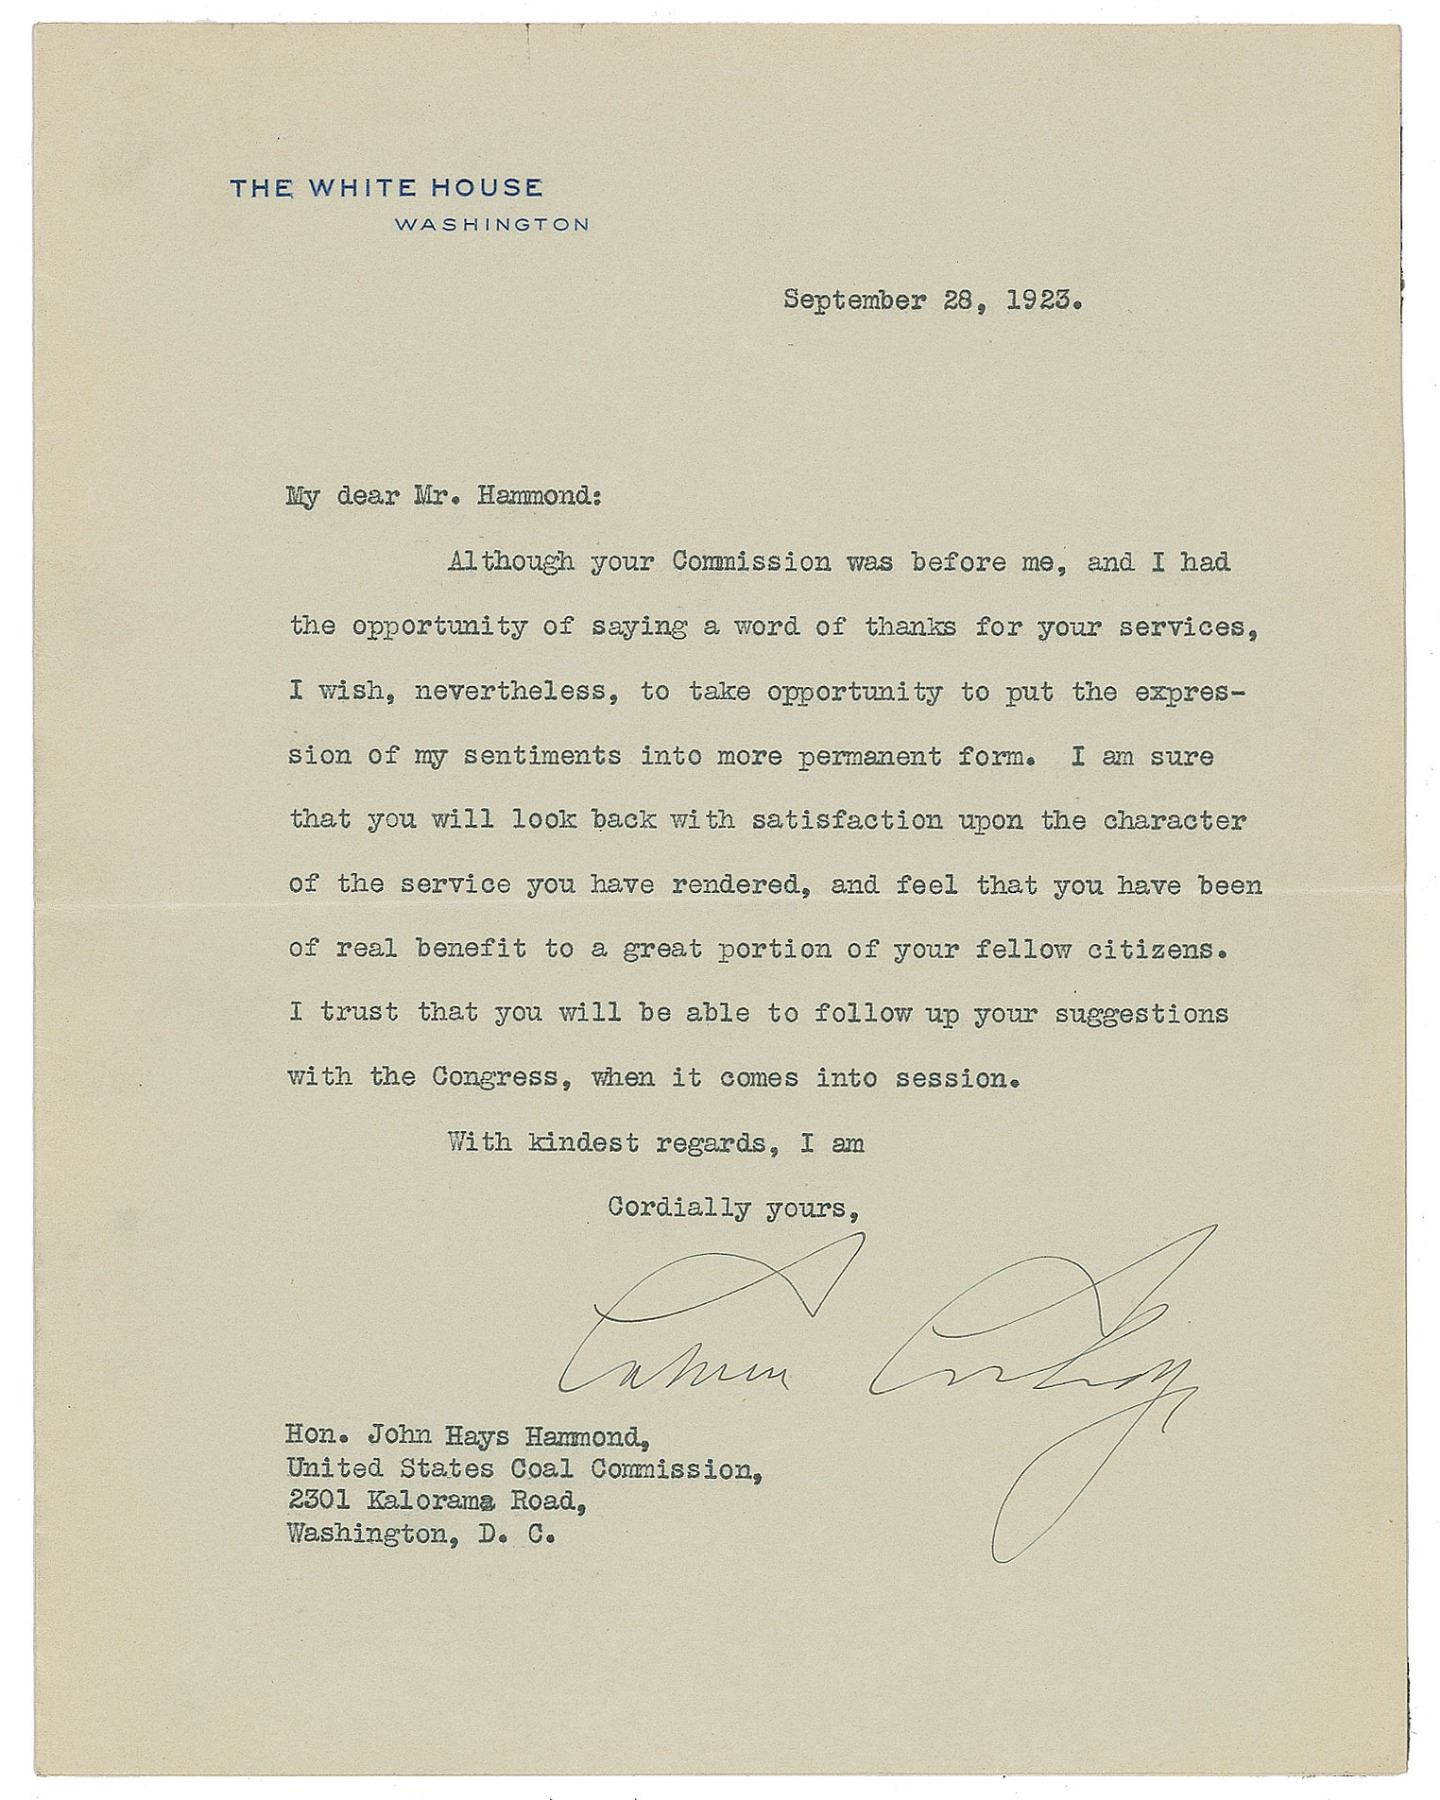 THE WHITE HOUSE
WASHINGTON
September 28, 1923.
My dear Mr. Hammond:
Although your Commission was before me, and I had
the opportunity of saying a word of thanks for your services,
I wish, nevertheless, to take opportunity to put the expres-
sion of my sentiments into more permanent form. I am sure
that you will look back with satisfaction upon the character
of the service you have rendered, and feel that you have been
of real benefit to a great portion of your fellow citizens.
I trust that you will be able to follow up your suggestions
with the Congress, when it comes into session.
With kindest regards, I am
Cordially yours,
Calvin Coolidge
Hon. John Hays Hammond,
United States Coal Commission,
2301 Kalorama Road,
Washington, D. C.